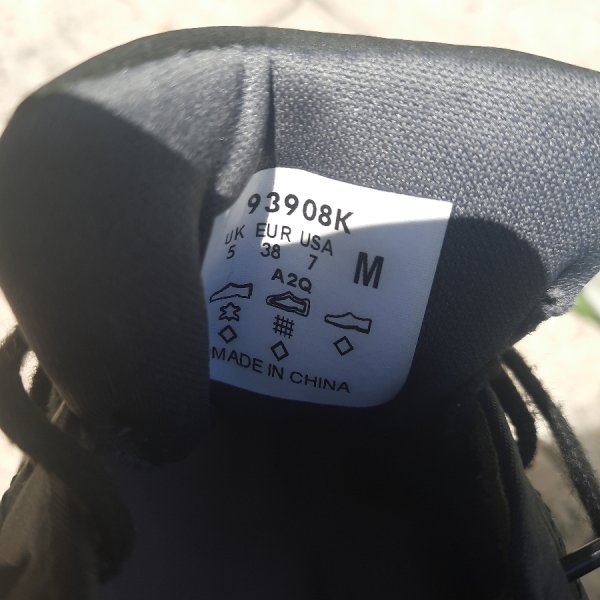 93908K
UK EUR USA
5 38 7 M
A2Q
MADE IN CHINA